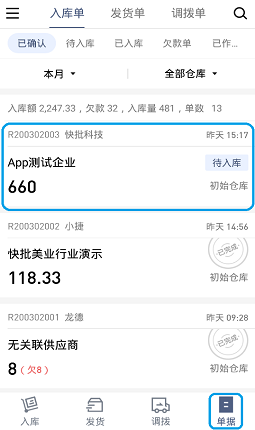 入库单 发货单 调拨单
已确认 待入库 已入库 欠款单 已作...
本月 全部仓库
入库额 2,247.33，欠款 32，入库量 481，单数 13
R200302003 快批科技 昨天 15:17
App测试企业 待入库
660 初始仓库
R200302002 小捷 昨天 14:56
已完成
快批美业行业演示
118.33 初始仓库
R200302001 龙德 昨天 09:28
已完成
无关联供应商
8（欠8） 初始仓库
入库 发货 调拨 单据